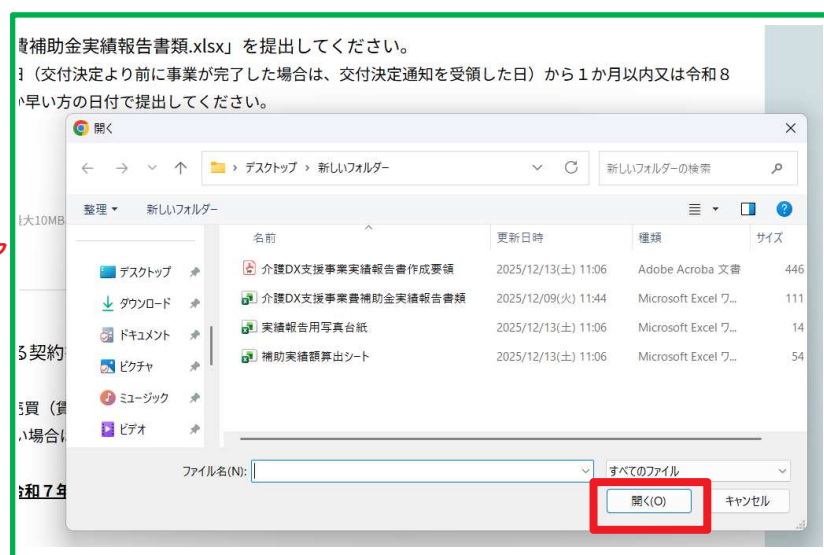 費補助金実績報告書類.xlsx」を提出してください。
日（交付決定より前に事業が完了した場合は、交付決定通知を受領した日）から１か月以内又は令和８
か早い方の日付で提出してください。
開く
デスクトップ › 新しいフォルダー
新しいフォルダーの検索
整理
新しいフォルダー
最大10MB
名前
更新日時
種類
サイズ
デスクトップ
ダウンロード
ドキュメント
ピクチャ
ミュージック
ビデオ
介護DX支援事業実績報告書作成要領 2025/12/13(土) 11:06 Adobe Acroba 文書 446
介護DX支援事業費補助金実績報告書類 2025/12/09(火) 11:44 Microsoft Excel ワ... 111
実績報告用写真台紙 2025/12/13(土) 11:06 Microsoft Excel ワ... 14
補助実績額算出シート 2025/12/13(土) 11:06 Microsoft Excel ワ... 54
る契約
売買（賃
い場合は
令和７年
ファイル名(N):
すべてのファイル
開く(O)
キャンセル